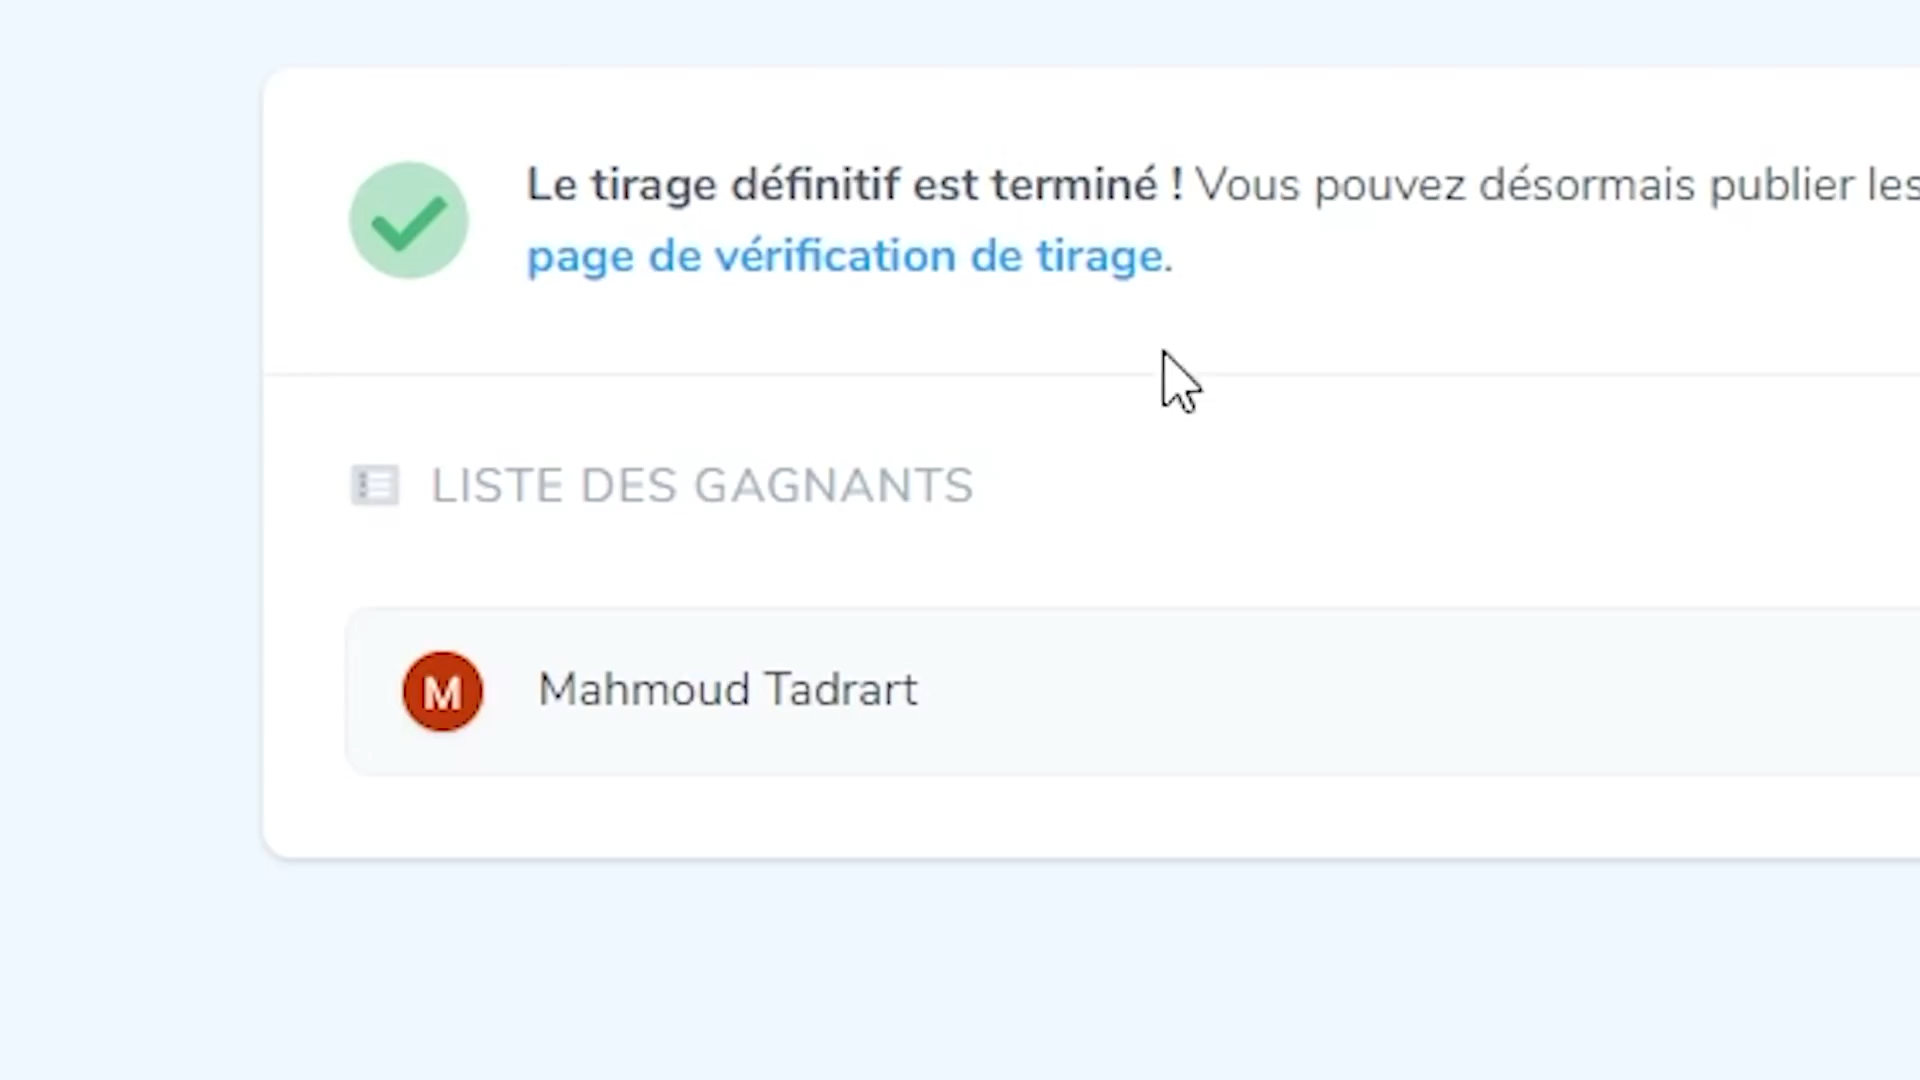 Le tirage définitif est terminé ! Vous pouvez désormais publier les
page de vérification de tirage.
LISTE DES GAGNANTS
M Mahmoud Tadrart